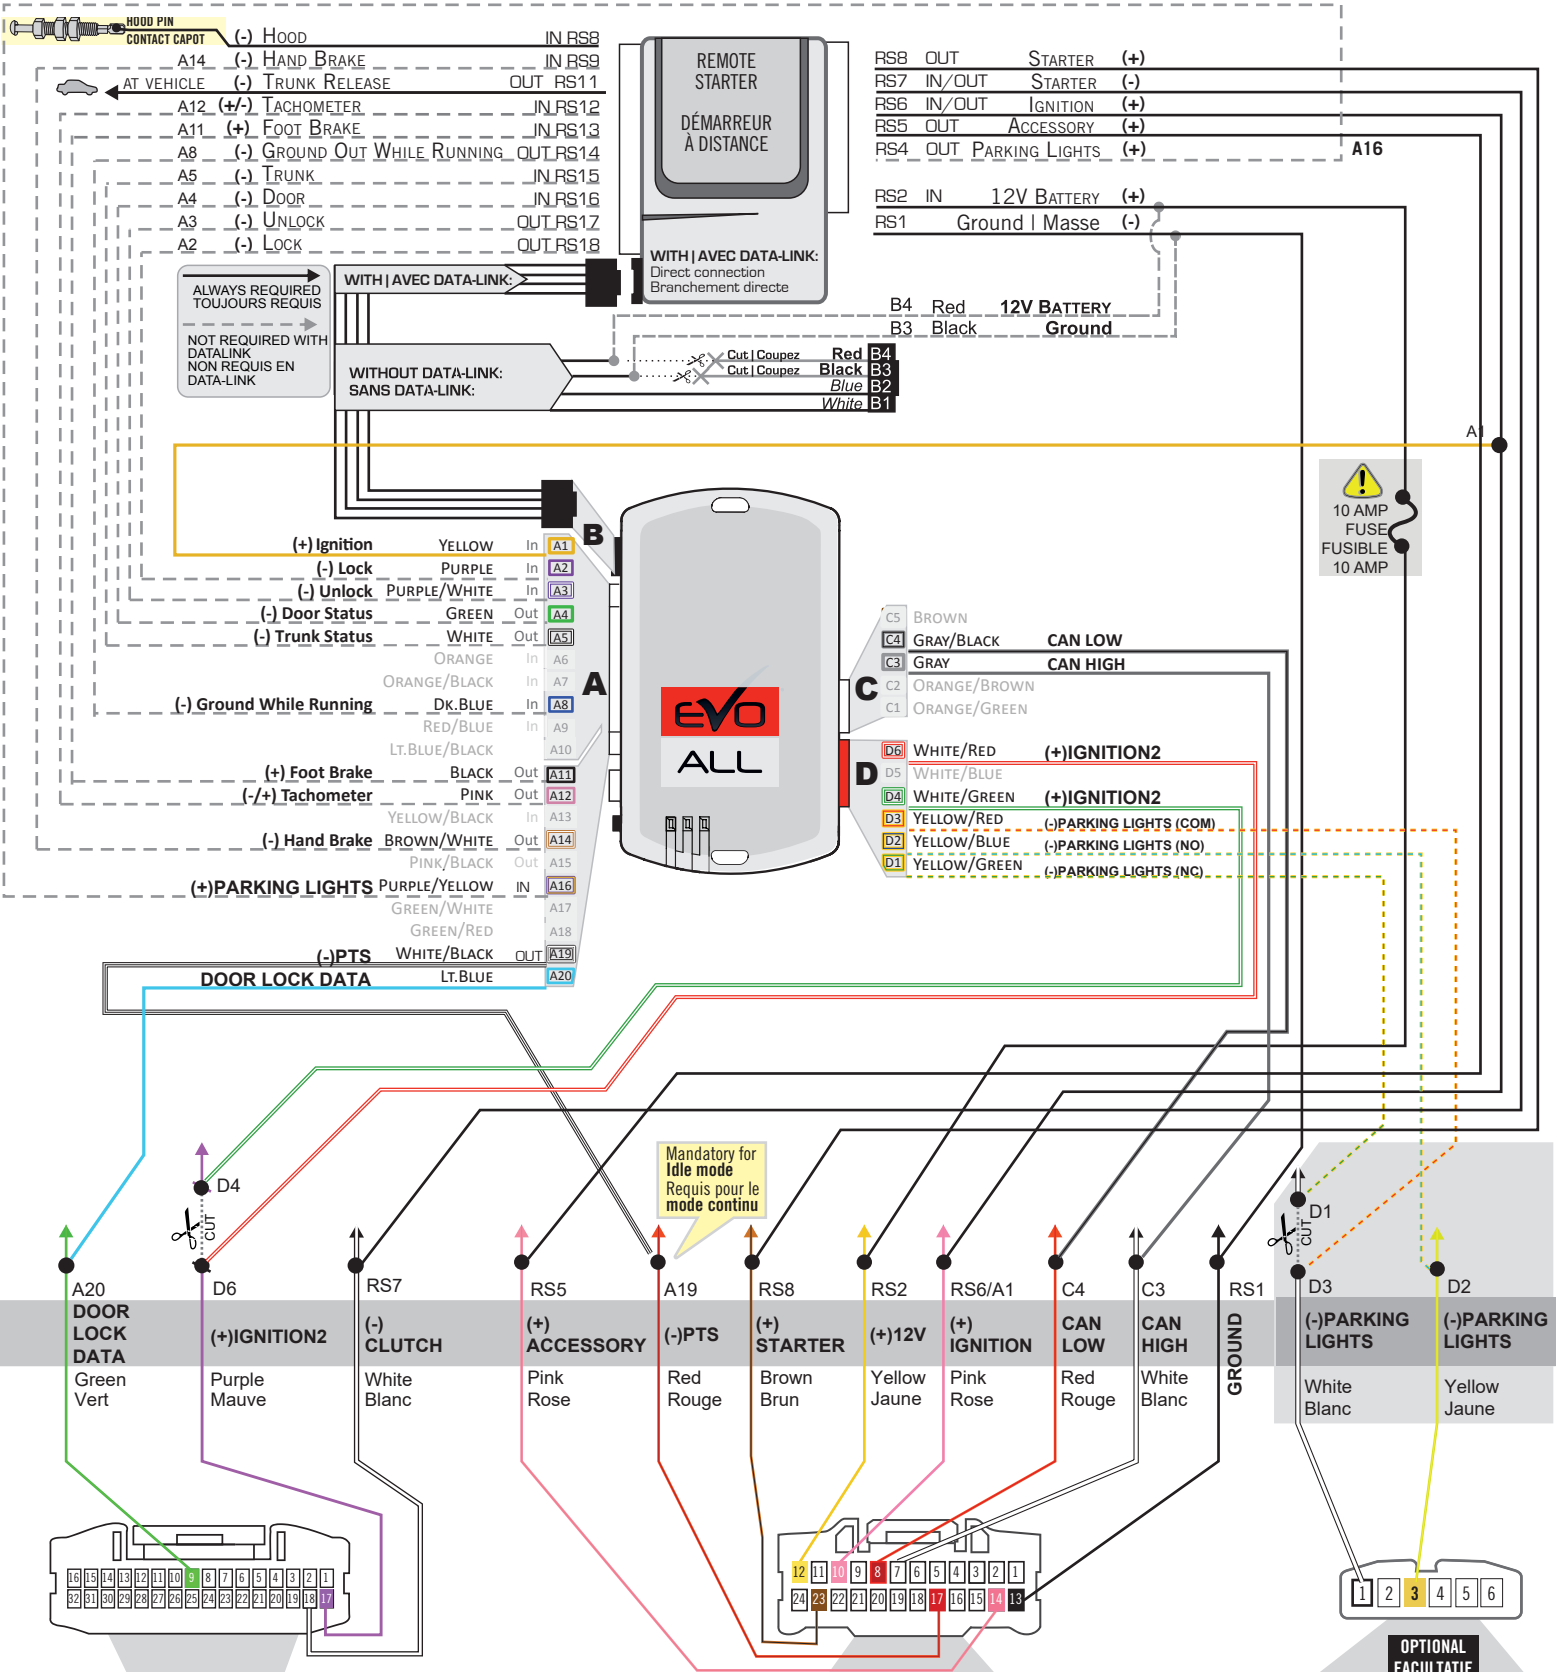 HOOD PIN
CONTACT CAPOT
(-) HOOD IN RS8
A14 (-) HAND BRAKE IN RS9
AT VEHICLE (-) TRUNK RELEASE OUT RS11
A12 (+/-) TACHOMETER IN RS12
A11 (+) FOOT BRAKE IN RS13
A8 (-) GROUND OUT WHILE RUNNING OUT RS14
A5 (-) TRUNK IN RS15
A4 (-) DOOR IN RS16
A3 (-) UNLOCK OUT RS17
A2 (-) LOCK OUT RS18
REMOTE
STARTER
DÉMARREUR
À DISTANCE
WITH | AVEC DATA-LINK:
Direct connection
Branchement directe
RS8 OUT STARTER (+)
RS7 IN/OUT STARTER (-)
RS6 IN/OUT IGNITION (+)
RS5 OUT ACCESSORY (+)
RS4 OUT PARKING LIGHTS (+) A16
RS2 IN 12V BATTERY (+)
RS1 Ground | Masse (-)
ALWAYS REQUIRED
TOUJOURS REQUIS
NOT REQUIRED WITH
DATALINK
NON REQUIS EN
DATA-LINK
WITH | AVEC DATA-LINK:
WITHOUT DATA-LINK:
SANS DATA-LINK:
B4 Red 12V BATTERY
B3 Black Ground
Cut | Coupez Red B4
Cut | Coupez Black B3
Blue B2
White B1
A1
10 AMP
FUSE
FUSIBLE
10 AMP
B
A
C
D
EVO
ALL
(+) Ignition YELLOW In A1
(-) Lock PURPLE In A2
(-) Unlock PURPLE/WHITE In A3
(-) Door Status GREEN Out A4
(-) Trunk Status WHITE Out A5
ORANGE In A6
ORANGE/BLACK In A7
(-) Ground While Running DK.BLUE In A8
RED/BLUE In A9
LT.BLUE/BLACK A10
(+) Foot Brake BLACK Out A11
(-/+) Tachometer PINK Out A12
YELLOW/BLACK In A13
(-) Hand Brake BROWN/WHITE Out A14
PINK/BLACK Out A15
(+)PARKING LIGHTS PURPLE/YELLOW IN A16
GREEN/WHITE A17
GREEN/RED A18
(-)PTS WHITE/BLACK OUT A19
DOOR LOCK DATA LT.BLUE A20
C5 BROWN
C4 GRAY/BLACK CAN LOW
C3 GRAY CAN HIGH
C2 ORANGE/BROWN
C1 ORANGE/GREEN
D6 WHITE/RED (+)IGNITION2
D5 WHITE/BLUE
D4 WHITE/GREEN (+)IGNITION2
D3 YELLOW/RED (-)PARKING LIGHTS (COM)
D2 YELLOW/BLUE (-)PARKING LIGHTS (NO)
D1 YELLOW/GREEN (-)PARKING LIGHTS (NC)
Mandatory for
Idle mode
Requis pour le
mode continu
D4
CUT
D1
CUT
A20 D6 RS7 RS5 A19 RS8 RS2 RS6/A1 C4 C3 RS1 D3 D2
DOOR
LOCK
DATA
(+)IGNITION2
(-)
CLUTCH
(+)
ACCESSORY
(-)PTS
(+)
STARTER
(+)12V
(+)
IGNITION
CAN
LOW
CAN
HIGH
GROUND
(-)PARKING
LIGHTS
(-)PARKING
LIGHTS
Green
Vert
Purple
Mauve
White
Blanc
Pink
Rose
Red
Rouge
Brown
Brun
Yellow
Jaune
Pink
Rose
Red
Rouge
White
Blanc
White
Blanc
Yellow
Jaune
16 15 14 13 12 11 10 9 8 7 6 5 4 3 2 1
32 31 30 29 28 27 26 25 24 23 22 21 20 19 18 17
12 11 10 9 8 7 6 5 4 3 2 1
24 23 22 21 20 19 18 17 16 15 14 13
1 2 3 4 5 6
OPTIONAL
FACULTATIF